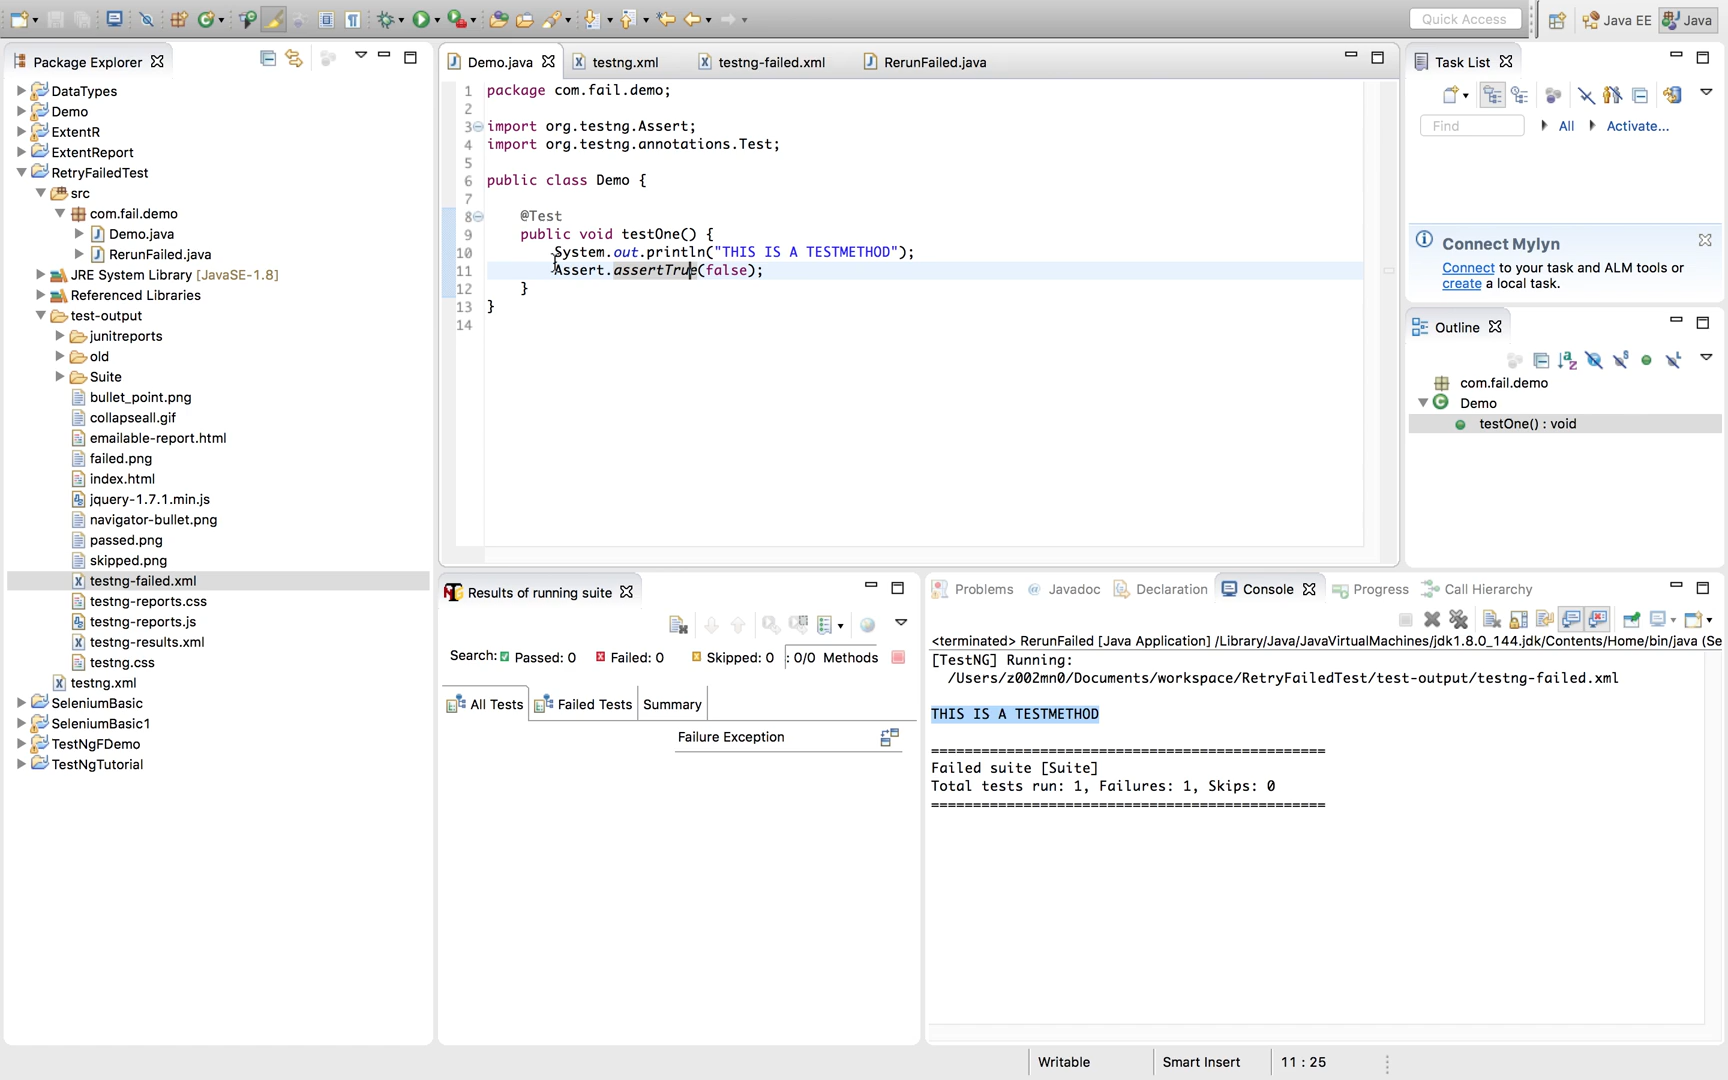 Quick Access
Java EE
Java
Package Explorer
DataTypes
Demo
ExtentR
ExtentReport
RetryFailedTest
src
com.fail.demo
Demo.java
RerunFailed.java
JRE System Library [JavaSE-1.8]
Referenced Libraries
test-output
junitreports
old
Suite
bullet_point.png
collapseall.gif
emailable-report.html
failed.png
index.html
jquery-1.7.1.min.js
navigator-bullet.png
passed.png
skipped.png
testng-failed.xml
testng-reports.css
testng-reports.js
testng-results.xml
testng.css
testng.xml
SeleniumBasic
SeleniumBasic1
TestNgFDemo
TestNgTutorial
Demo.java
testng.xml
testng-failed.xml
RerunFailed.java
1 package com.fail.demo;
2
3 import org.testng.Assert;
4 import org.testng.annotations.Test;
5
6 public class Demo {
7
8 @Test
9 public void testOne() {
10 System.out.println("THIS IS A TESTMETHOD");
11 Assert.assertTrue(false);
12 }
13 }
14
Task List
Find
All
Activate...
Connect Mylyn
Connect to your task and ALM tools or
create a local task.
Outline
com.fail.demo
Demo
testOne() : void
Results of running suite
Search: Passed: 0 Failed: 0 Skipped: 0 : 0/0 Methods
All Tests
Failed Tests
Summary
Failure Exception
Problems
Javadoc
Declaration
Console
Progress
Call Hierarchy
<terminated> RerunFailed [Java Application] /Library/Java/JavaVirtualMachines/jdk1.8.0_144.jdk/Contents/Home/bin/java (Se
[TestNG] Running:
/Users/z002mn0/Documents/workspace/RetryFailedTest/test-output/testng-failed.xml
THIS IS A TESTMETHOD
===============================================
Failed suite [Suite]
Total tests run: 1, Failures: 1, Skips: 0
===============================================
Writable
Smart Insert
11 : 25